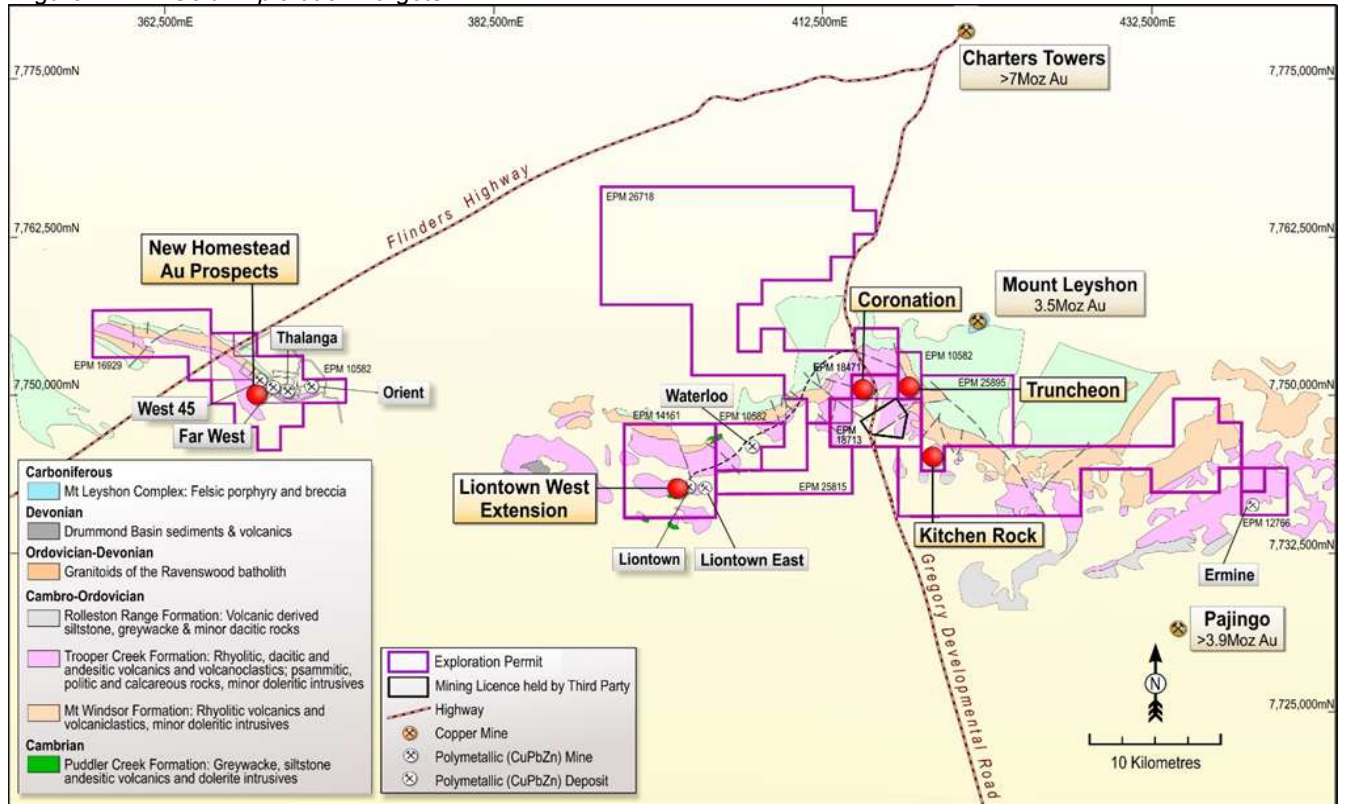 362,500mE
382,500mE
412,500mE
432,500mE
7,775,000mN
7,775,000mN
Charters Towers
>7Moz Au
Flinders Highway
EPM 26718
7,762,500mN
7,762,500mN
New Homestead
Au Prospects
Mount Leyshon
3.5Moz Au
Coronation
Thalanga
EPM 16929
EPM 10582
EPM 18471
EPM 10582
7,750,000mN
7,750,000mN
Orient
West 45
Far West
Waterloo
EPM 25895
Truncheon
EPM 14161
EPM 10582
EPM
18713
Liontown West
Extension
EPM 25815
Kitchen Rock
EPM 12766
7,732,500mN
Liontown
Liontown East
Ermine
Gregory Developmental Road
Pajingo
>3.9Moz Au
7,725,000mN
N
10 Kilometres
Carboniferous
Mt Leyshon Complex: Felsic porphyry and breccia
Devonian
Drummond Basin sediments & volcanics
Ordovician-Devonian
Granitoids of the Ravenswood batholith
Cambro-Ordovician
Rolleston Range Formation: Volcanic derived
siltstone, greywacke & minor dacitic rocks
Trooper Creek Formation: Rhyolitic, dacitic and
andesitic volcanics and volcanoclastics; psammitic,
politic and calcareous rocks, minor doleritic intrusives
Mt Windsor Formation: Rhyolitic volcanics and
volcaniclastics, minor doleritic intrusives
Cambrian
Puddler Creek Formation: Greywacke, siltstone
andesitic volcanics and dolerite intrusives
Exploration Permit
Mining Licence held by Third Party
Highway
Copper Mine
Polymetallic (CuPbZn) Mine
Polymetallic (CuPbZn) Deposit